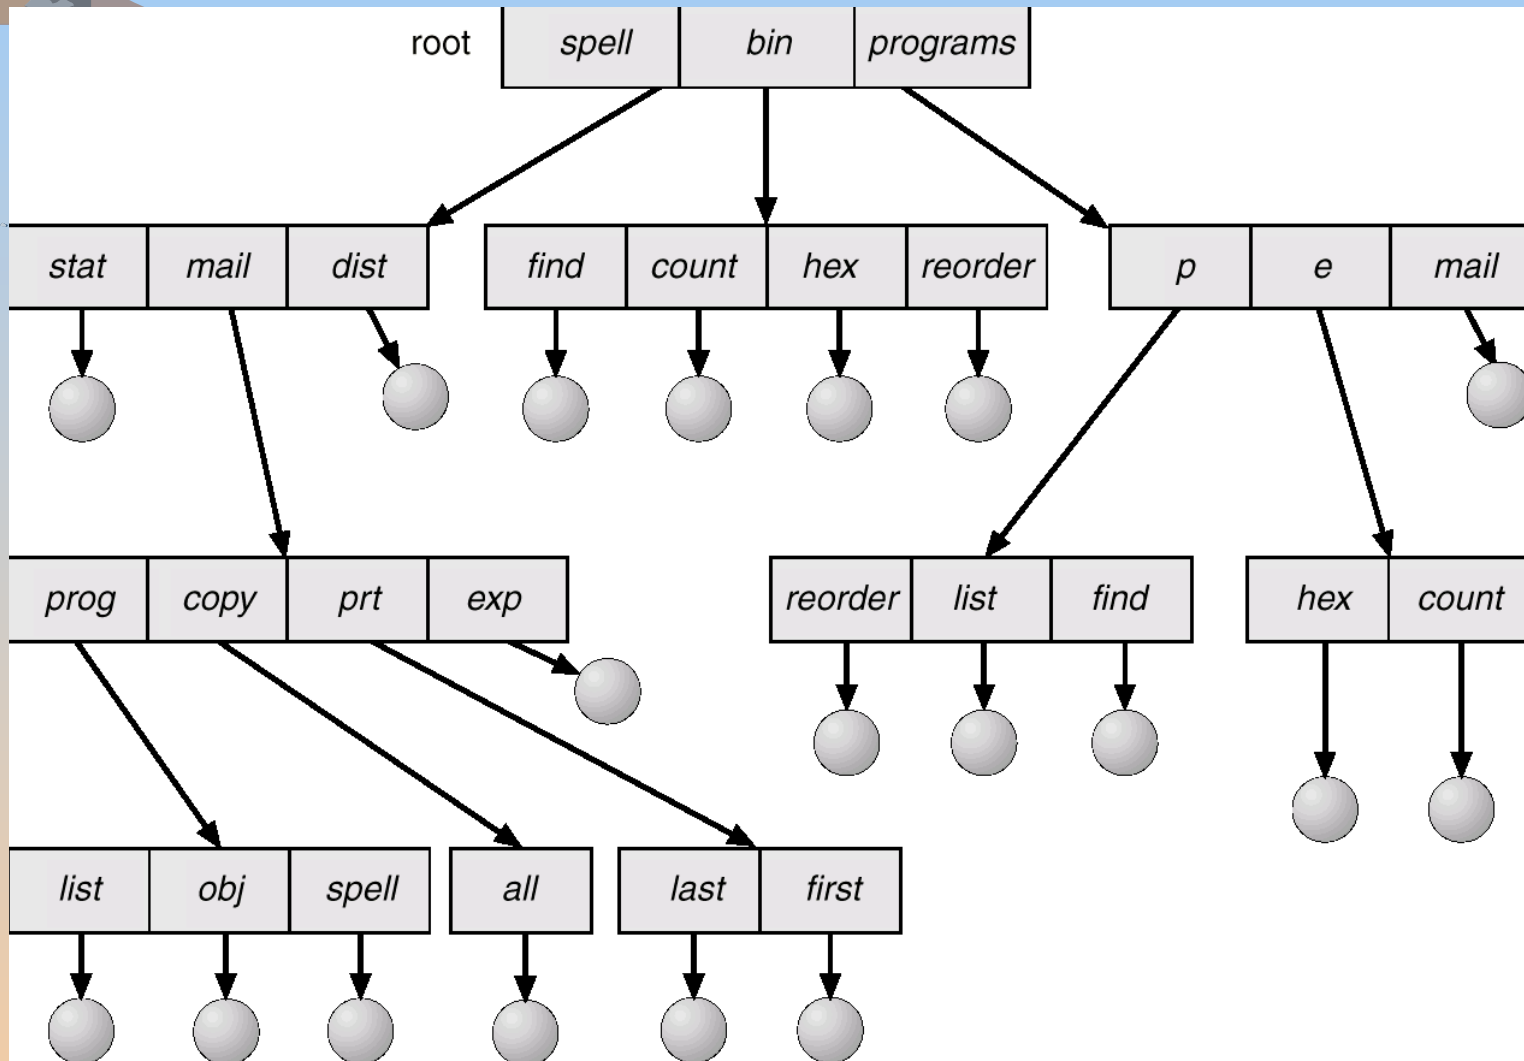 root spell bin programs
stat mail dist find count hex reorder p e mail
prog copy prt exp reorder list find hex count
list obj spell all last first